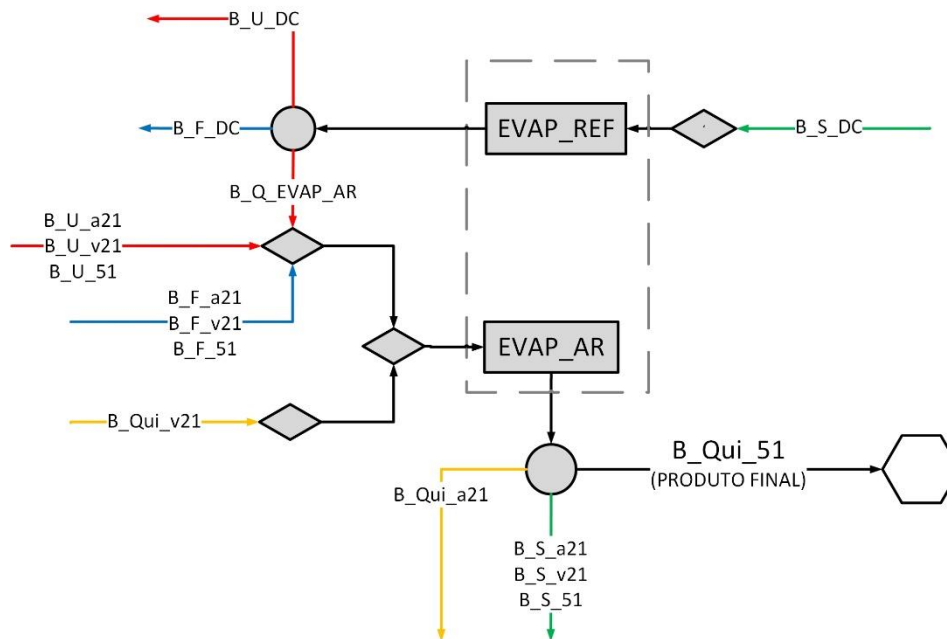 B_U_DC
B_F_DC
EVAP_REF
B_S_DC
B_Q_EVAP_AR
B_U_a21
B_U_v21
B_U_51
B_F_a21
B_F_v21
B_F_51
EVAP_AR
B_Qui_v21
B_Qui_51
(PRODUTO FINAL)
B_Qui_a21
B_S_a21
B_S_v21
B_S_51